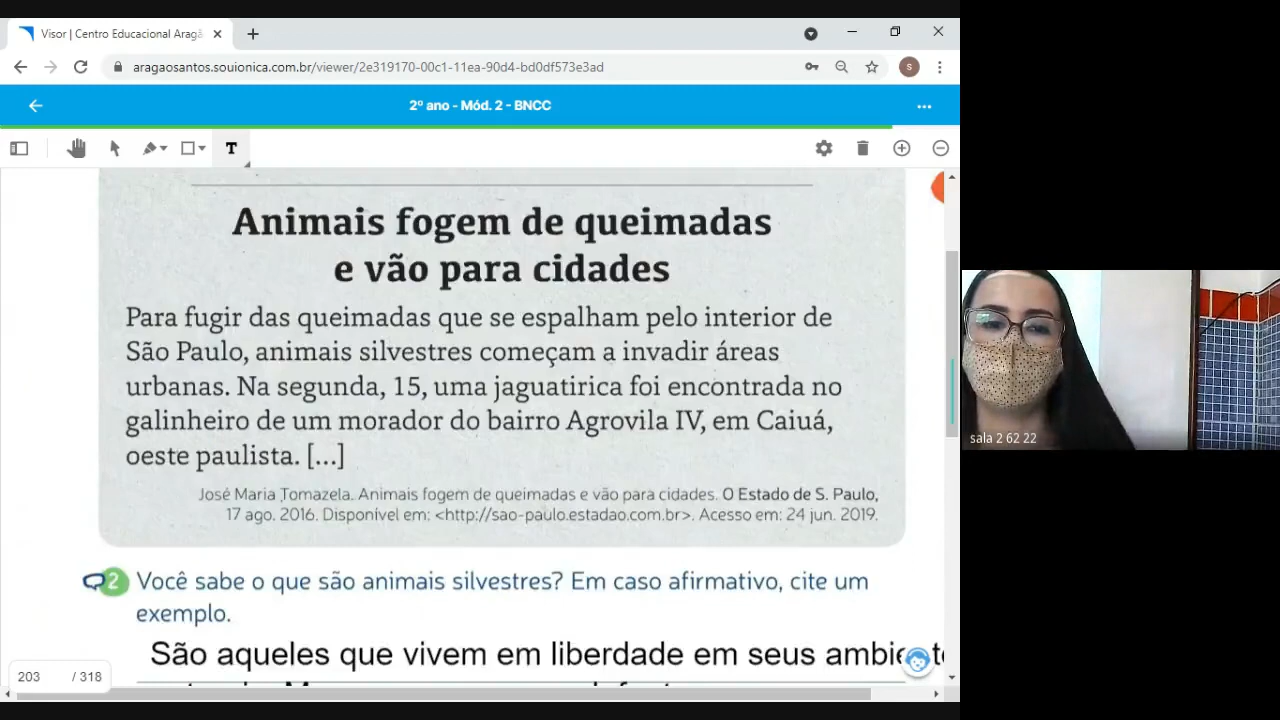 Visor | Centro Educacional Aragã
aragaosantos.souionica.com.br/viewer/2e319170-00c1-11ea-90d4-bd0df573e3ad
s
2º ano - Mód. 2 - BNCC
T
Animais fogem de queimadas
e vão para cidades
Para fugir das queimadas que se espalham pelo interior de
São Paulo, animais silvestres começam a invadir áreas
urbanas. Na segunda, 15, uma jaguatirica foi encontrada no
galinheiro de um morador do bairro Agrovila IV, em Caiuá,
oeste paulista. [...]
José Maria Tomazela. Animais fogem de queimadas e vão para cidades. O Estado de S. Paulo,
17 ago. 2016. Disponível em: <http://sao-paulo.estadao.com.br>. Acesso em: 24 jun. 2019.
2 Você sabe o que são animais silvestres? Em caso afirmativo, cite um
exemplo.
São aqueles que vivem em liberdade em seus
203 / 318
sala 2 62 22